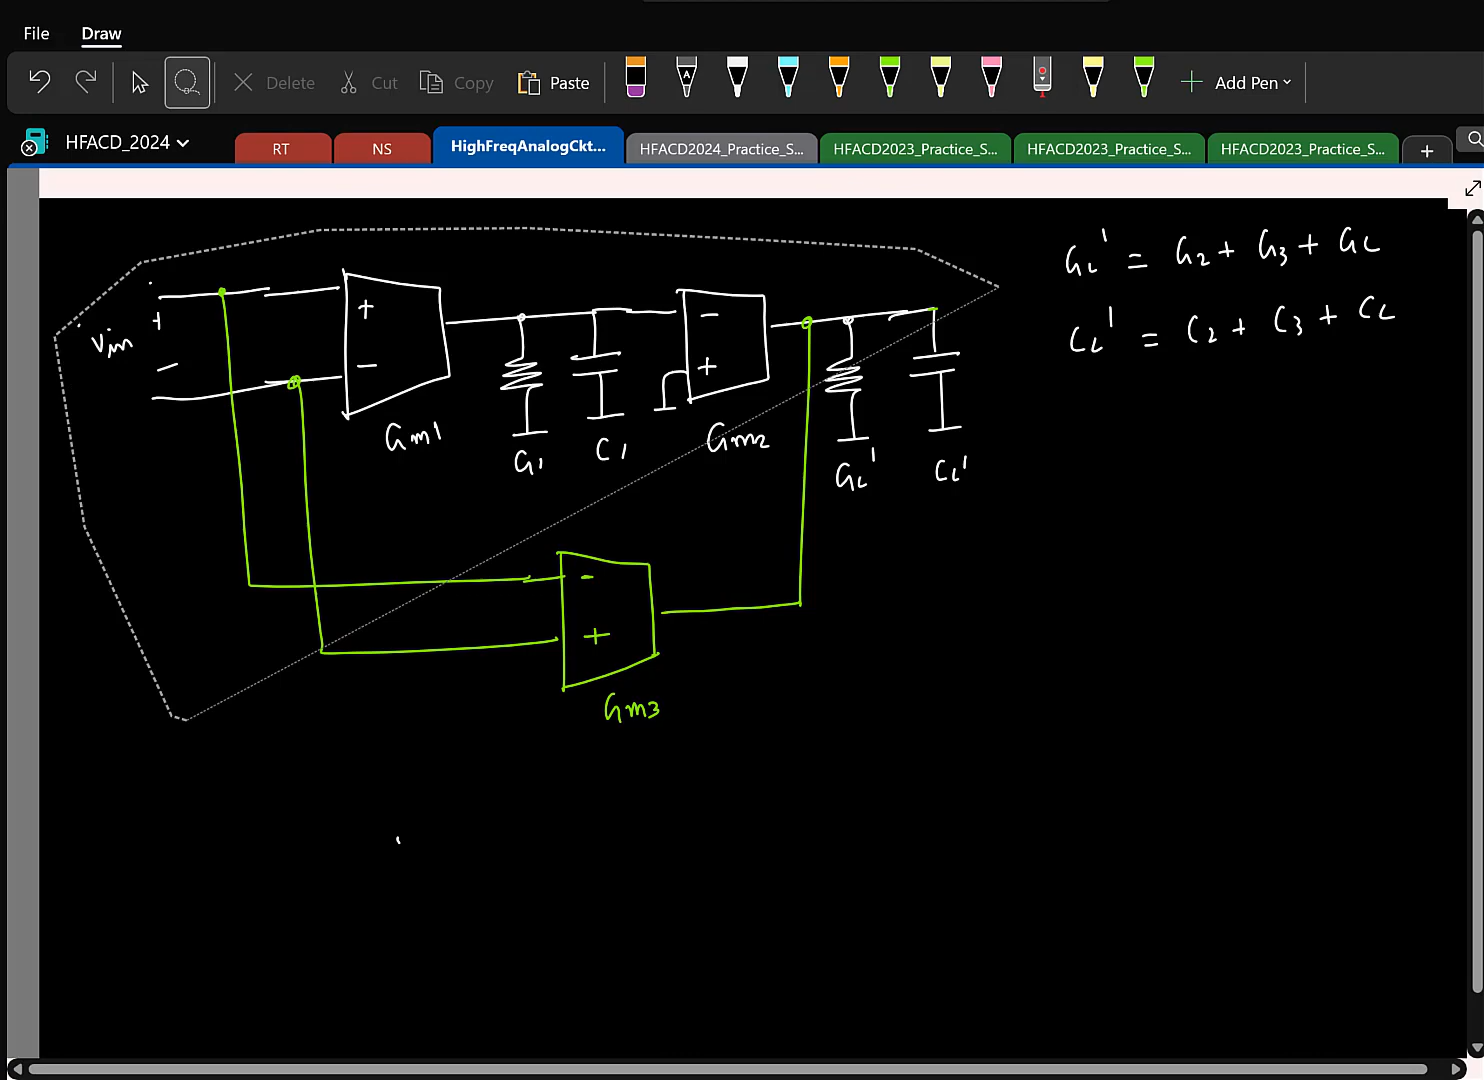 File Draw
Delete Cut Copy Paste A Add Pen
HFACD_2024 RT NS HighFreqAnalogCkt... HFACD2024_Practice_S... HFACD2023_Practice_S... HFACD2023_Practice_S... HFACD2023_Practice_S... +
GL' = G2 + G3 + GL
CL' = C2 + C3 + CL
+ Vin -
+ -
Gm1
G1 C1
- +
Gm2
GL' CL'
- +
Gm3